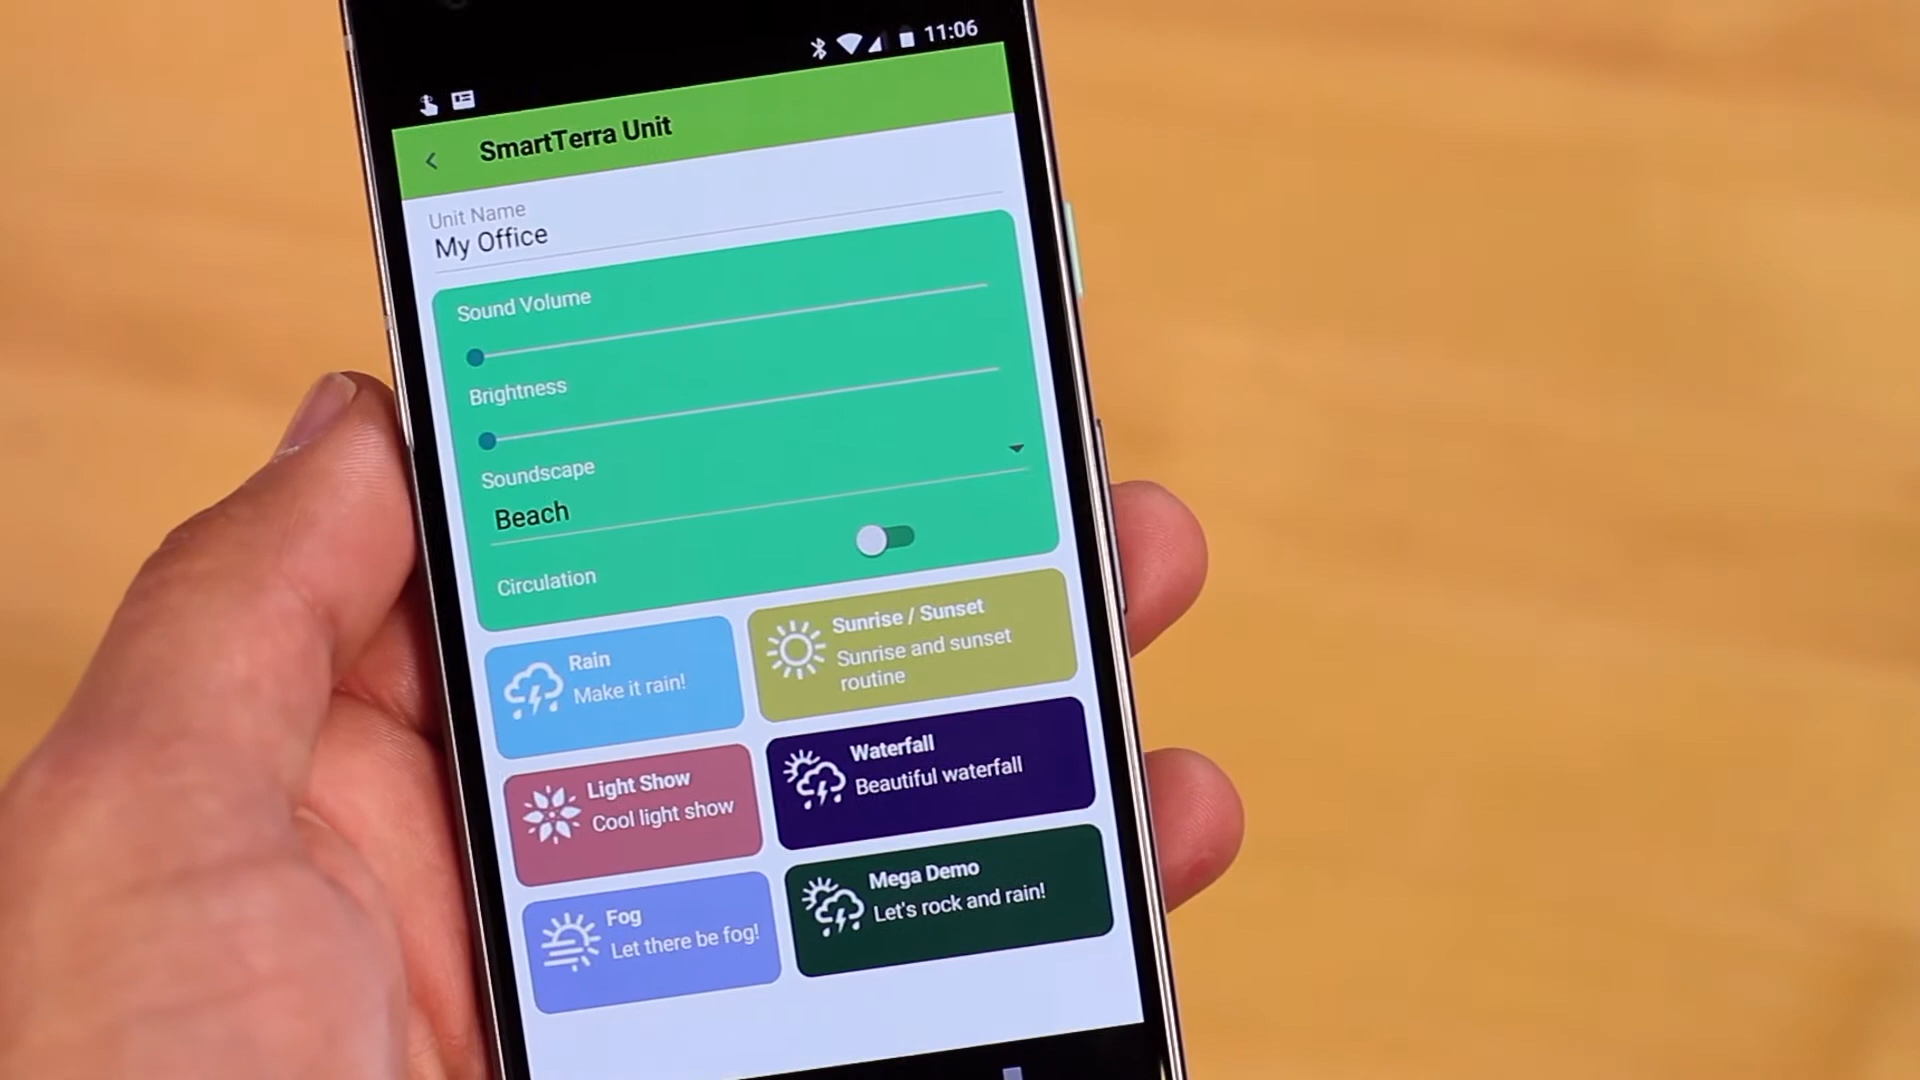 11:06
SmartTerra Unit
Unit Name
My Office
Sound Volume
Brightness
Soundscape
Beach
Circulation
Rain
Make it rain!
Sunrise / Sunset
Sunrise and sunset
routine
Light Show
Cool light show
Waterfall
Beautiful waterfall
Fog
Let there be fog!
Mega Demo
Let's rock and rain!